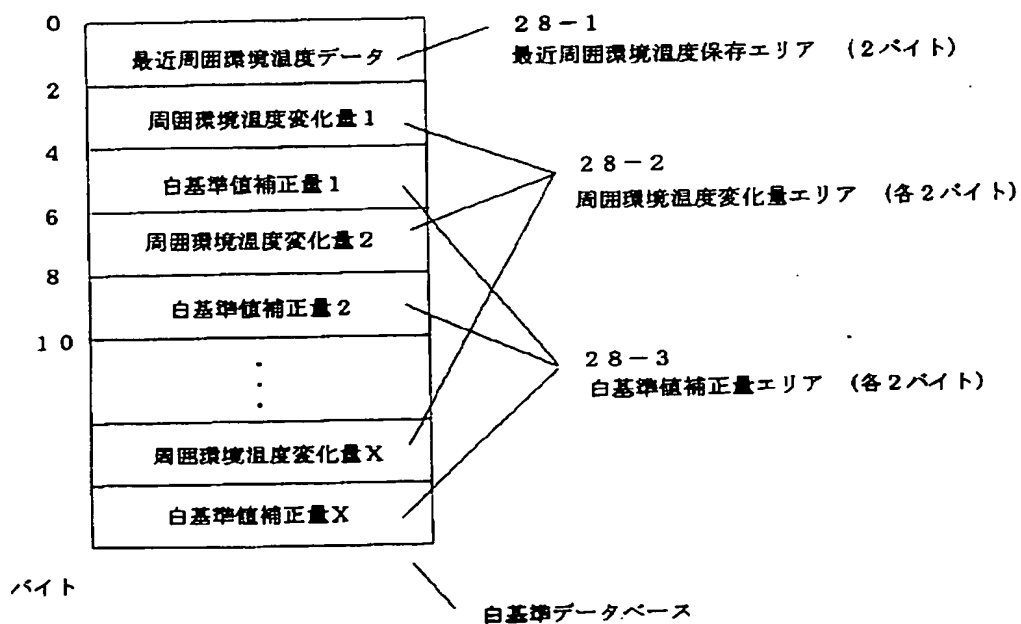 0
最近周囲環境温度データ
28-1
最近周囲環境温度保存エリア (2バイト)
2
周囲環境温度変化量1
4
白基準値補正量1
28-2
周囲環境温度変化量エリア (各2バイト)
6
周囲環境温度変化量2
8
白基準値補正量2
10
28-3
白基準値補正量エリア (各2バイト)
周囲環境温度変化量X
白基準値補正量X
バイト
白基準データベース